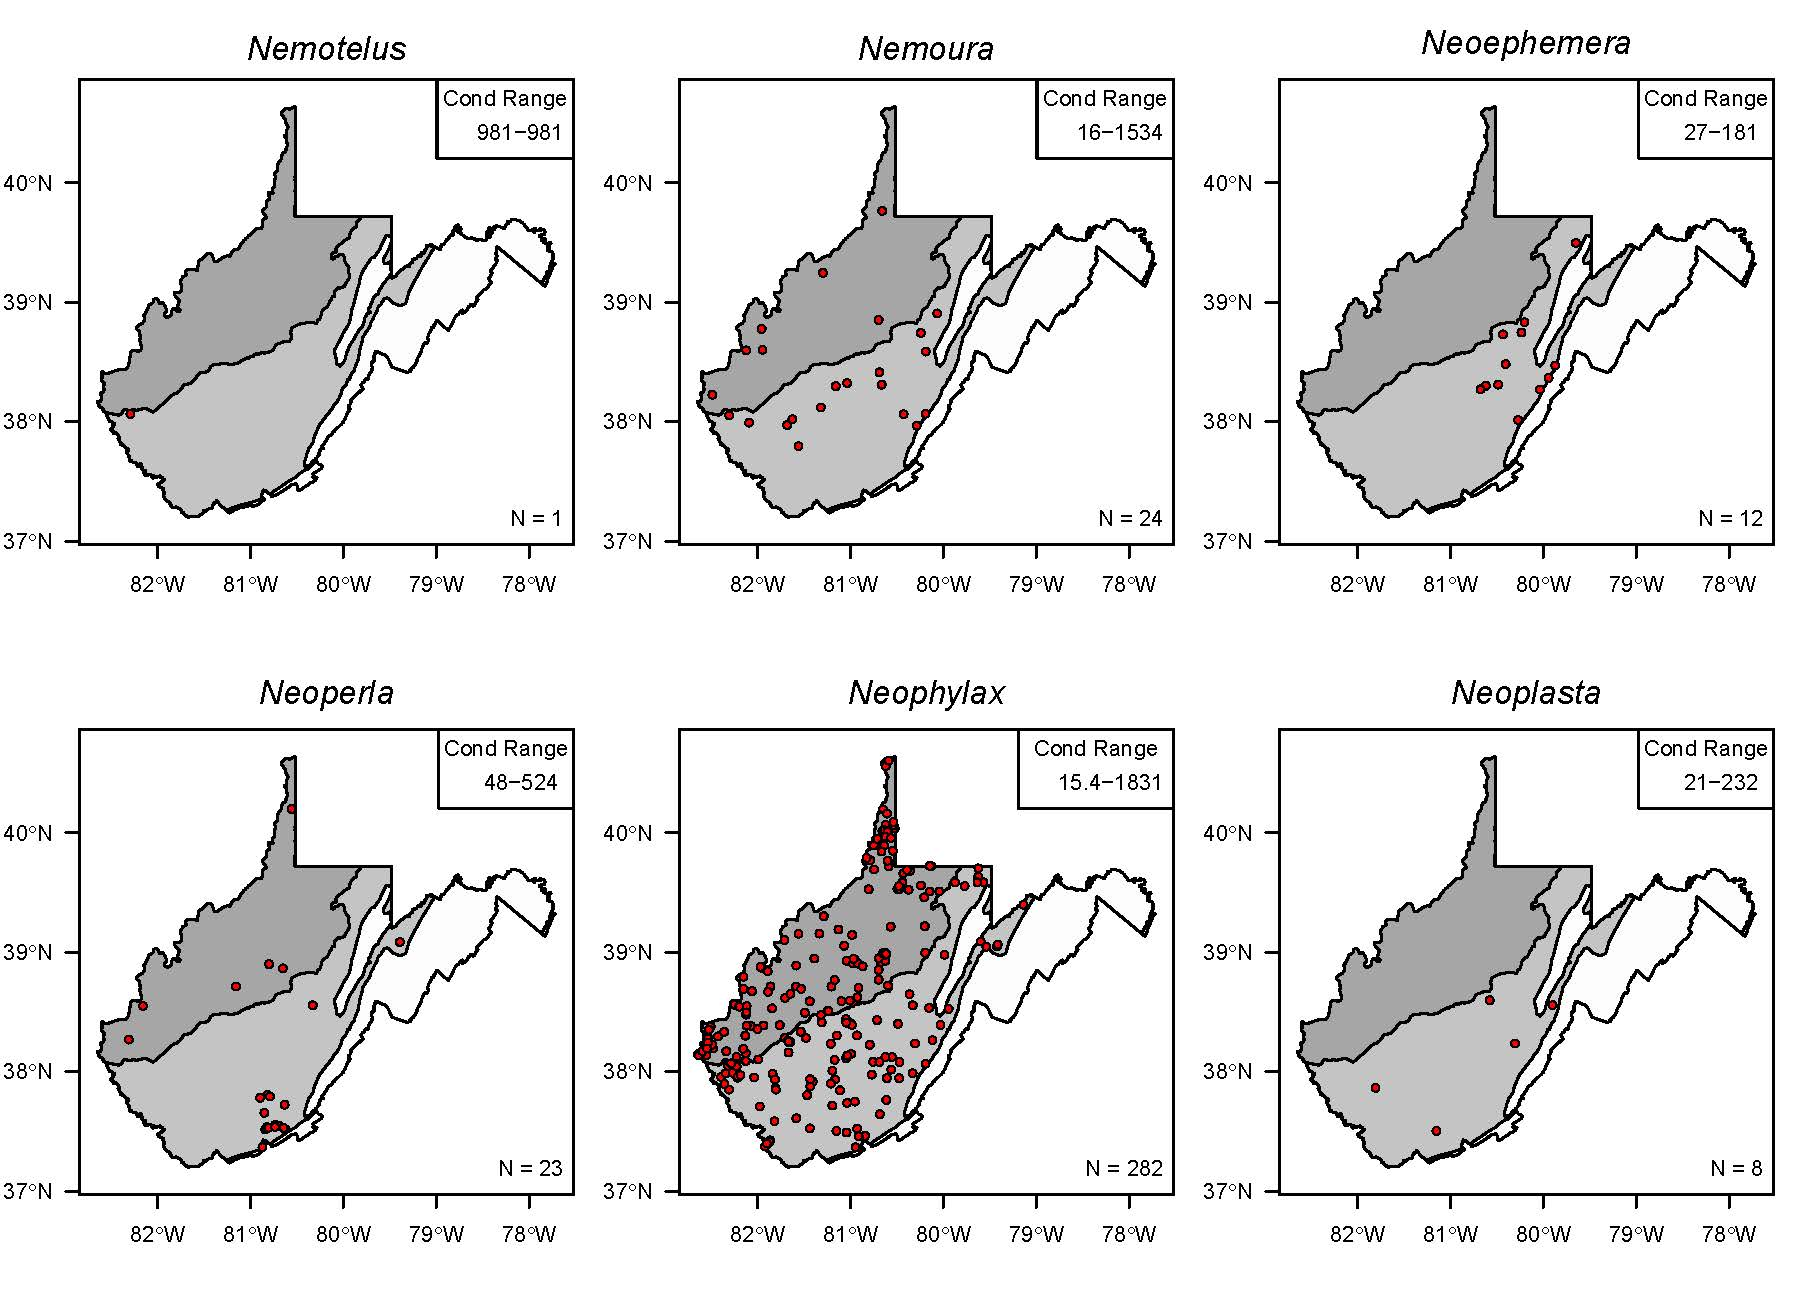 Nemotelus
Cond Range
981−981
40°N
39°N
38°N
37°N
N = 1
82°W 81°W 80°W 79°W 78°W
Nemoura
Cond Range
16−1534
40°N
39°N
38°N
37°N
N = 24
82°W 81°W 80°W 79°W 78°W
Neoephemera
Cond Range
27−181
40°N
39°N
38°N
37°N
N = 12
82°W 81°W 80°W 79°W 78°W
Neoperla
Cond Range
48−524
40°N
39°N
38°N
37°N
N = 23
82°W 81°W 80°W 79°W 78°W
Neophylax
Cond Range
15.4−1831
40°N
39°N
38°N
37°N
N = 282
82°W 81°W 80°W 79°W 78°W
Neoplasta
Cond Range
21−232
40°N
39°N
38°N
37°N
N = 8
82°W 81°W 80°W 79°W 78°W